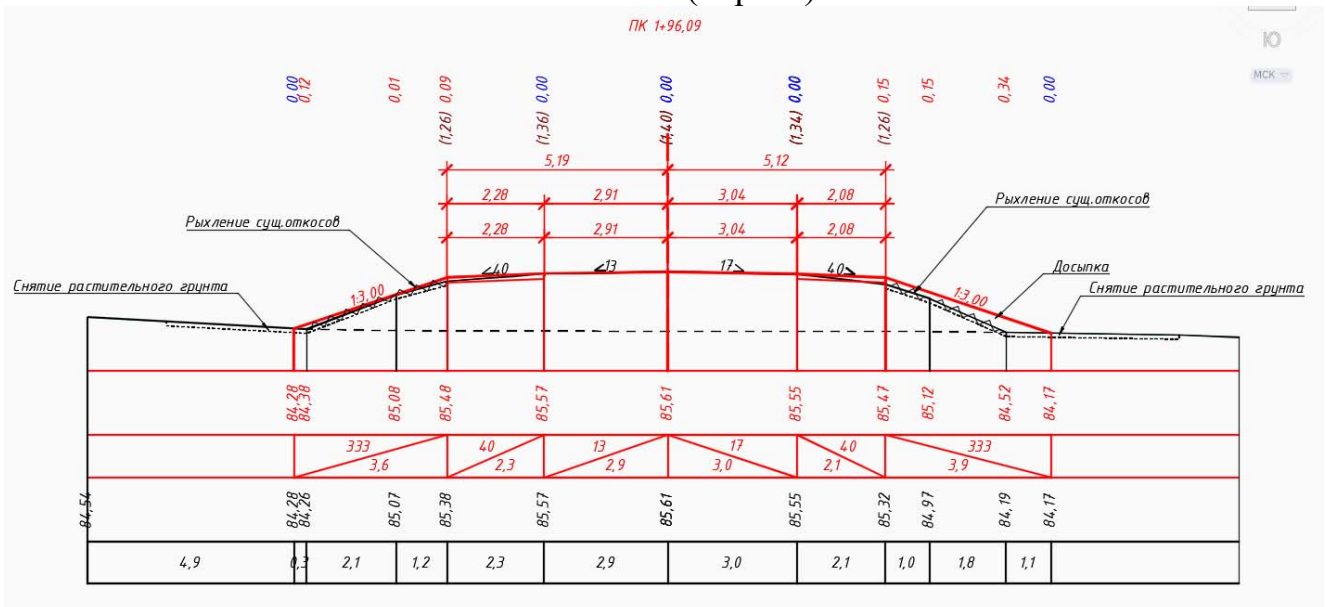 ПК 1+96,09
Ю
МСК
0,00 0,12 0,01 0,09 0,00 0,00 0,00 0,15 0,15 0,34 0,00
(1,26) (1,36) (1,40) (1,34) (1,26)
5,19 5,12
2,28 2,91 3,04 2,08
2,28 2,91 3,04 2,08
Рыхление сущ.откосов Рыхление сущ.откосов
40 13 17 40
Снятие растительного грунта 1:3,00 1:3,00 Досыпка
Снятие растительного грунта
84,28 84,38 85,08 85,48 85,57 85,61 85,55 85,47 85,12 84,52 84,17
333 40 13 17 40 333
3,6 2,3 2,9 3,0 2,1 3,9
84,54 84,28 84,26 85,07 85,38 85,57 85,61 85,55 85,32 84,97 84,19 84,17
4,9 0,3 2,1 1,2 2,3 2,9 3,0 2,1 1,0 1,8 1,1